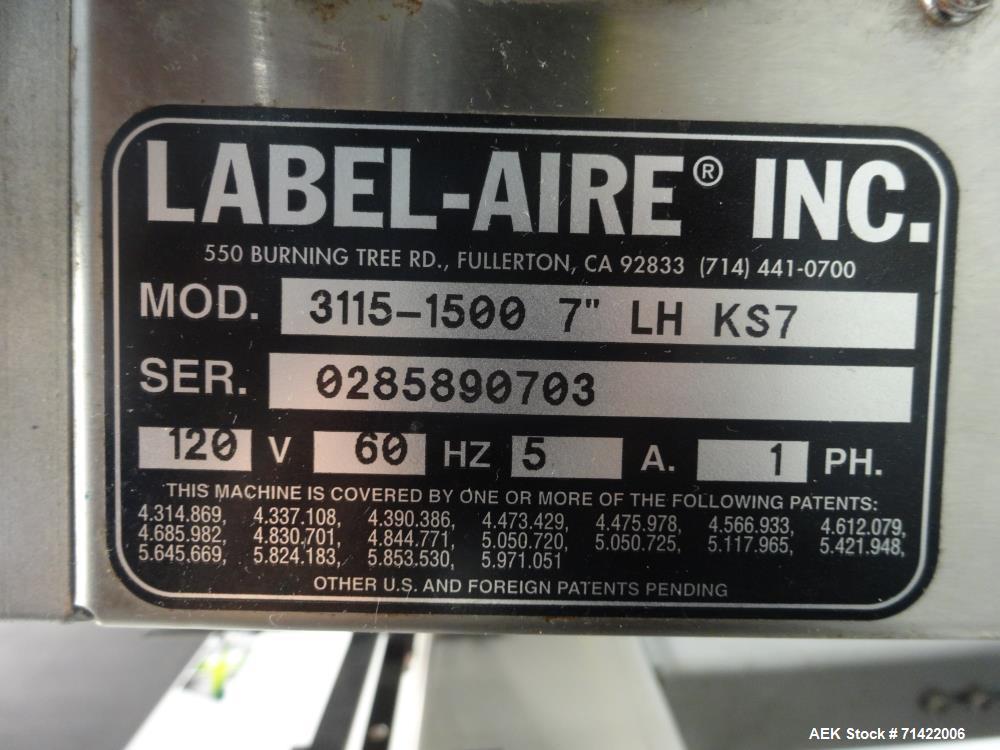 LABEL-AIRE® INC.
550 BURNING TREE RD., FULLERTON, CA 92833 (714) 441-0700
MOD. 3115-1500 7" LH KS7
SER. 0285890703
120 V 60 HZ 5 A. 1 PH.
THIS MACHINE IS COVERED BY ONE OR MORE OF THE FOLLOWING PATENTS:
4.314.869, 4.337.108, 4.390.386, 4.473.429, 4.475.978, 4.566.933, 4.612.079,
4.685.982, 4.830.701, 4.844.771, 5.050.720, 5.050.725, 5.117.965, 5.421.948,
5.645.669, 5.824.183, 5.853.530, 5.971.051
OTHER U.S. AND FOREIGN PATENTS PENDING
AEK Stock # 71422006